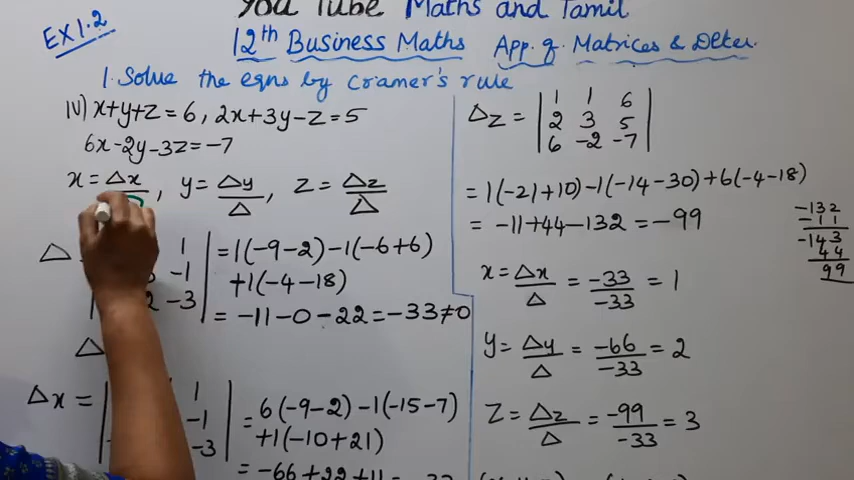 You Tube Maths and Tamil
EX 1.2
12th Business Maths App. of Matrices & Deter.
1. Solve the eqns by Cramer's rule
iv) x+y+z=6, 2x+3y-z=5
6x-2y-3z=-7
x=Δx, y=Δy/Δ, z=Δz/Δ
Δ 1 =1(-9-2)-1(-6+6)
-1 +1(-4-18)
2 -3 = -11-0-22=-33≠0
Δ
Δx = 1 = 6(-9-2)-1(-15-7)
-1 +1(-10+21)
-3 = -66+22+11
Δz = | 1 1 6
2 3 5
6 -2 -7 |
= 1(-21+10)-1(-14-30)+6(-4-18)
= -11+44-132=-99
-132
-11
-143
44
99
x=Δx/Δ = -33/-33 = 1
y=Δy/Δ = -66/-33 = 2
z=Δz/Δ = -99/-33 = 3